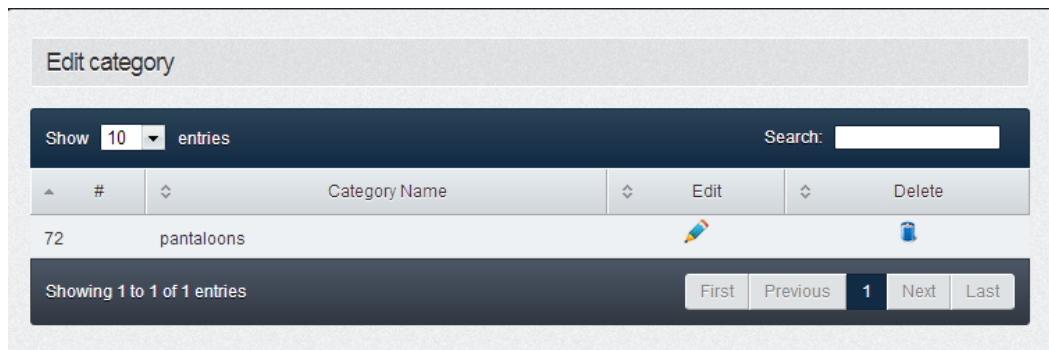 Edit category
Show 10 entries Search:
# Category Name Edit Delete
72 pantaloons
Showing 1 to 1 of 1 entries First Previous 1 Next Last